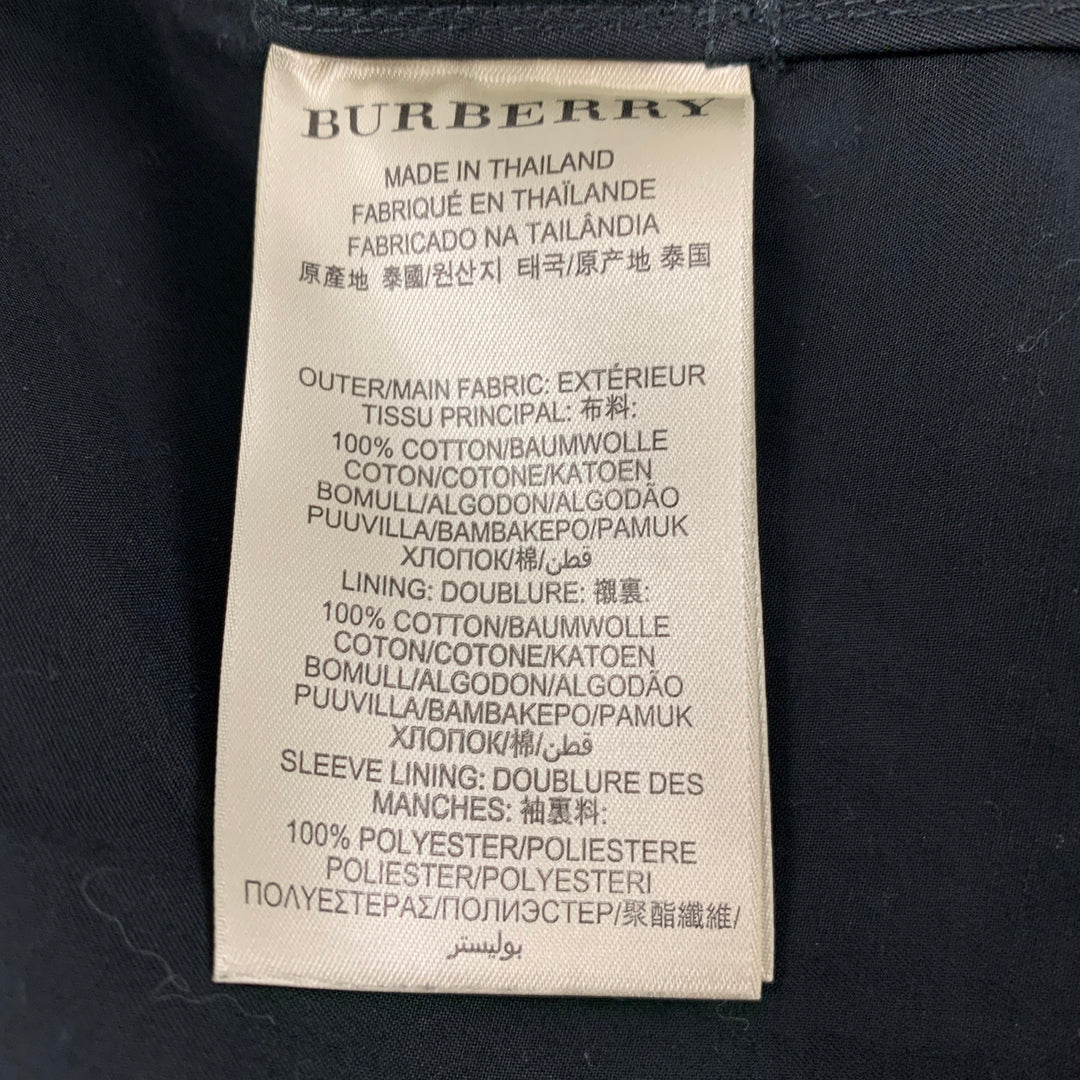 BURBERRY
MADE IN THAILAND
FABRIQUÉ EN THAÏLANDE
FABRICADO NA TAILÂNDIA
原產地 泰國/원산지 태국/原产地 泰国
OUTER/MAIN FABRIC: EXTÉRIEUR
TISSU PRINCIPAL: 布料:
100% COTTON/BAUMWOLLE
COTON/COTONE/KATOEN
BOMULL/ALGODON/ALGODÃO
PUUVILLA/BAMBAKEPO/PAMUK
ХЛОПОК/棉/قطن
LINING: DOUBLURE: 襯裏:
100% COTTON/BAUMWOLLE
COTON/COTONE/KATOEN
BOMULL/ALGODON/ALGODÃO
PUUVILLA/BAMBAKEPO/PAMUK
ХЛОПОК/棉/قطن
SLEEVE LINING: DOUBLURE DES
MANCHES: 袖裏料:
100% POLYESTER/POLIESTERE
POLIESTER/POLYESTERI
ΠΟΛΥΕΣΤΕΡΑΣ/ПОЛИЭСТЕР/聚酯纖維/
بوليستر